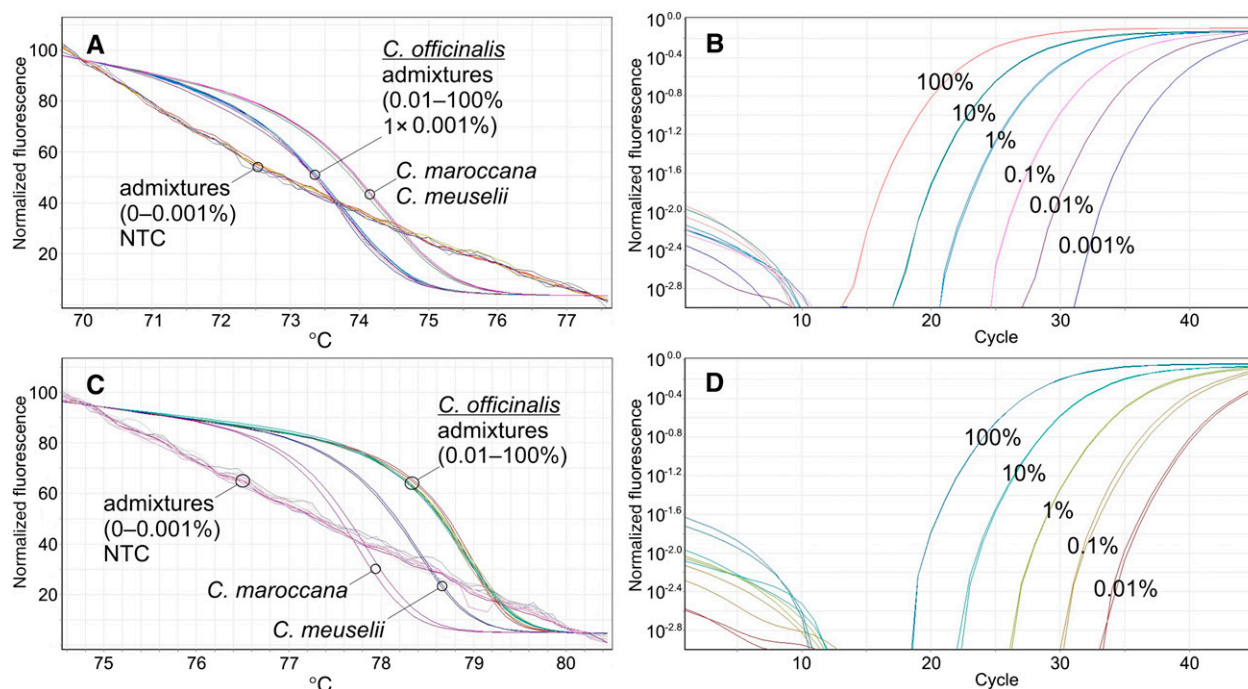 A
Normalized fluorescence
100
80
60
40
20
C. officinalis
admixtures
(0.01–100%
1× 0.001%)
C. maroccana
C. meuselii
admixtures
(0–0.001%)
NTC
70 71 72 73 74 75 76 77
°C
B
Normalized fluorescence
10^0.0
10^-0.4
10^-0.8
10^-1.2
10^-1.6
10^-2.0
10^-2.4
10^-2.8
100%
10%
1%
0.1%
0.01%
0.001%
10 20 30 40
Cycle
C
Normalized fluorescence
100
80
60
40
20
C. officinalis
admixtures
(0.01–100%)
admixtures
(0–0.001%)
NTC
C. maroccana
C. meuselii
75 76 77 78 79 80
°C
D
Normalized fluorescence
10^0.0
10^-0.4
10^-0.8
10^-1.2
10^-1.6
10^-2.0
10^-2.4
10^-2.8
100%
10%
1%
0.1%
0.01%
10 20 30 40
Cycle